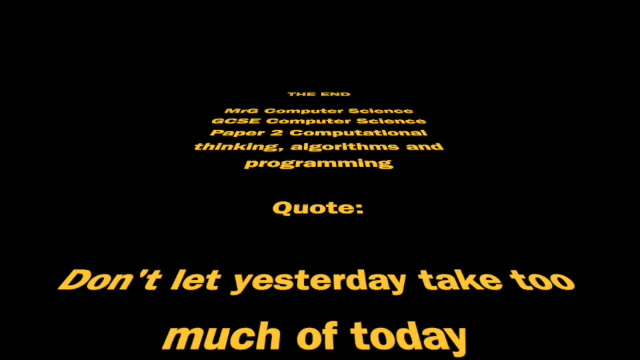 THE END
MrG Computer Science
GCSE Computer Science
Paper 2 Computational
thinking, algorithms and
programming
Quote:
Don't let yesterday take too
much of today